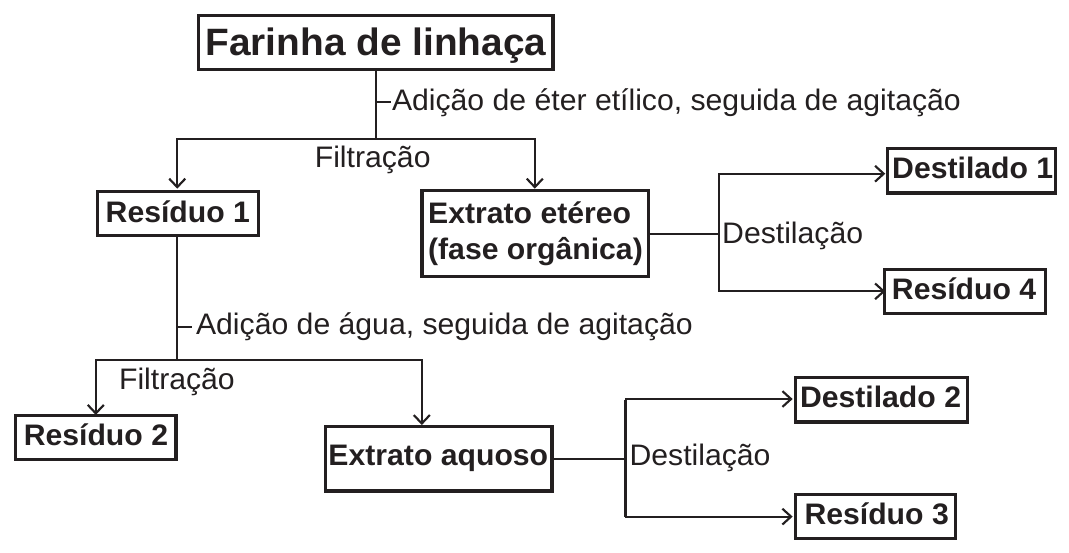 Farinha de linhaça
Adição de éter etílico, seguida de agitação
Filtração
Destilado 1
Resíduo 1
Extrato etéreo
(fase orgânica)
Destilação
Resíduo 4
Adição de água, seguida de agitação
Filtração
Destilado 2
Resíduo 2
Extrato aquoso
Destilação
Resíduo 3